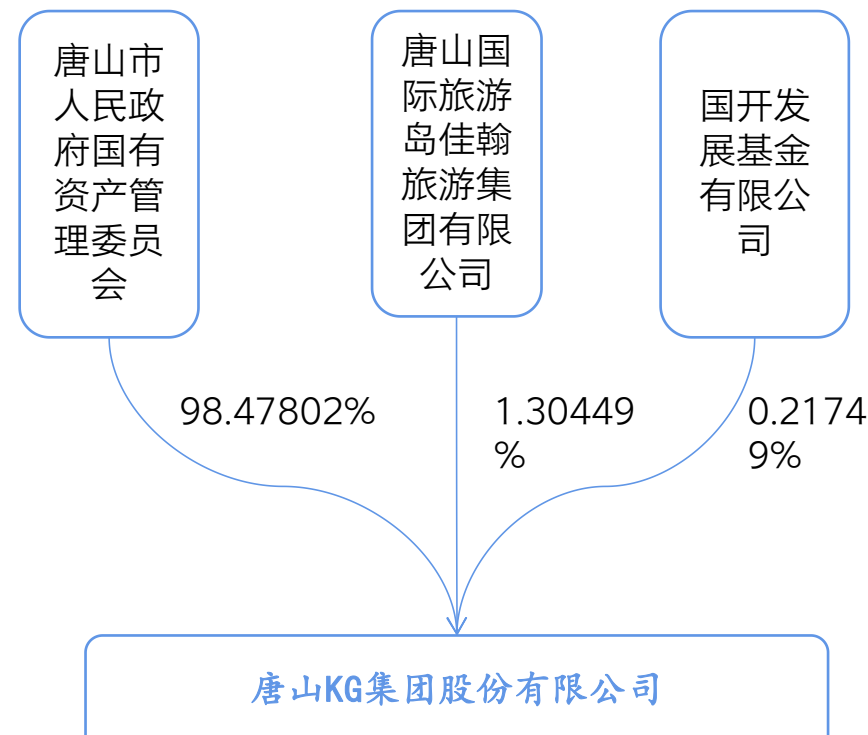 唐山市
人民政
府国有
资产管
理委员
会
唐山国
际旅游
岛佳翰
旅游集
团有限
公司
国开发
展基金
有限公
司
98.47802%
1.30449
%
0.2174
9%
唐山KG集团股份有限公司